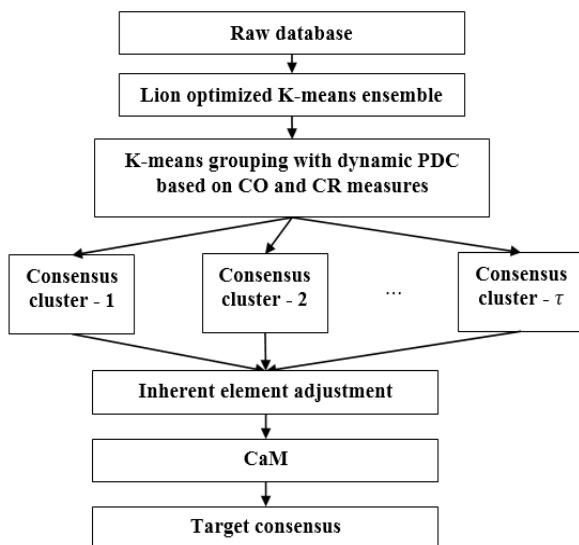 Raw database
Lion optimized K-means ensemble
K-means grouping with dynamic PDC
based on CO and CR measures
Consensus
cluster - 1
Consensus
cluster - 2
...
Consensus
cluster - τ
Inherent element adjustment
CaM
Target consensus